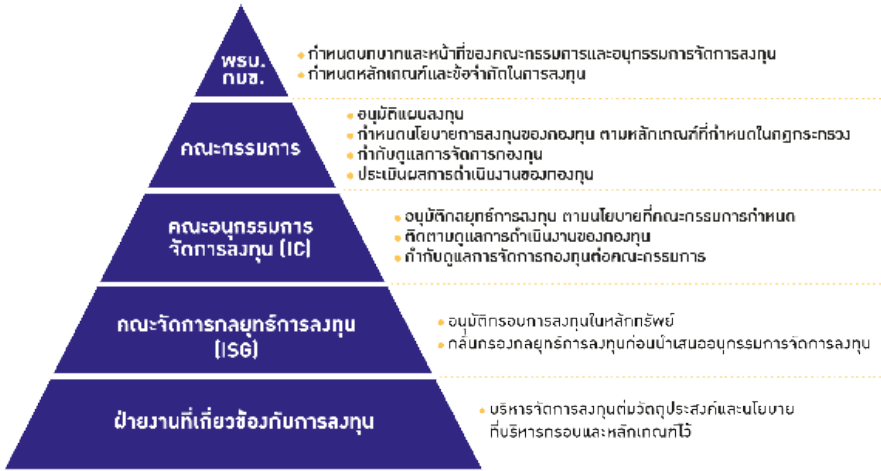 พรบ.
กบข.
• กำหนดบทบาทและหน้าที่ของคณะกรรมการและอนุกรรมการจัดการลงทุน
• กำหนดหลักเกณฑ์และข้อจำกัดในการลงทุน
คณะกรรมการ
• อนุมัติแผนลงทุน
• กำหนดนโยบายการลงทุนของกองทุน ตามหลักเกณฑ์ที่กำหนดในกฎกระทรวง
• กำกับดูแลการจัดการกองทุน
• ประเมินผลการดำเนินงานของกองทุน
คณะอนุกรรมการ
จัดการลงทุน (IC)
• อนุมัติกลยุทธ์การลงทุน ตามนโยบายที่คณะกรรมการกำหนด
• ติดตามดูแลการดำเนินงานของกองทุน
• กำกับดูแลการจัดการกองทุนต่อคณะกรรมการ
คณะจัดการกลยุทธ์การลงทุน
(ISG)
• อนุมัติกรอบการลงทุนในหลักทรัพย์
• กลั่นกรองกลยุทธ์การลงทุนก่อนนำเสนออนุกรรมการจัดการลงทุน
ฝ่ายงานที่เกี่ยวข้องกับการลงทุน
• บริหารจัดการลงทุนต่มวัตถุประสงค์และนโยบาย
ที่บริหารกรอบและหลักเกณฑ์ไว้